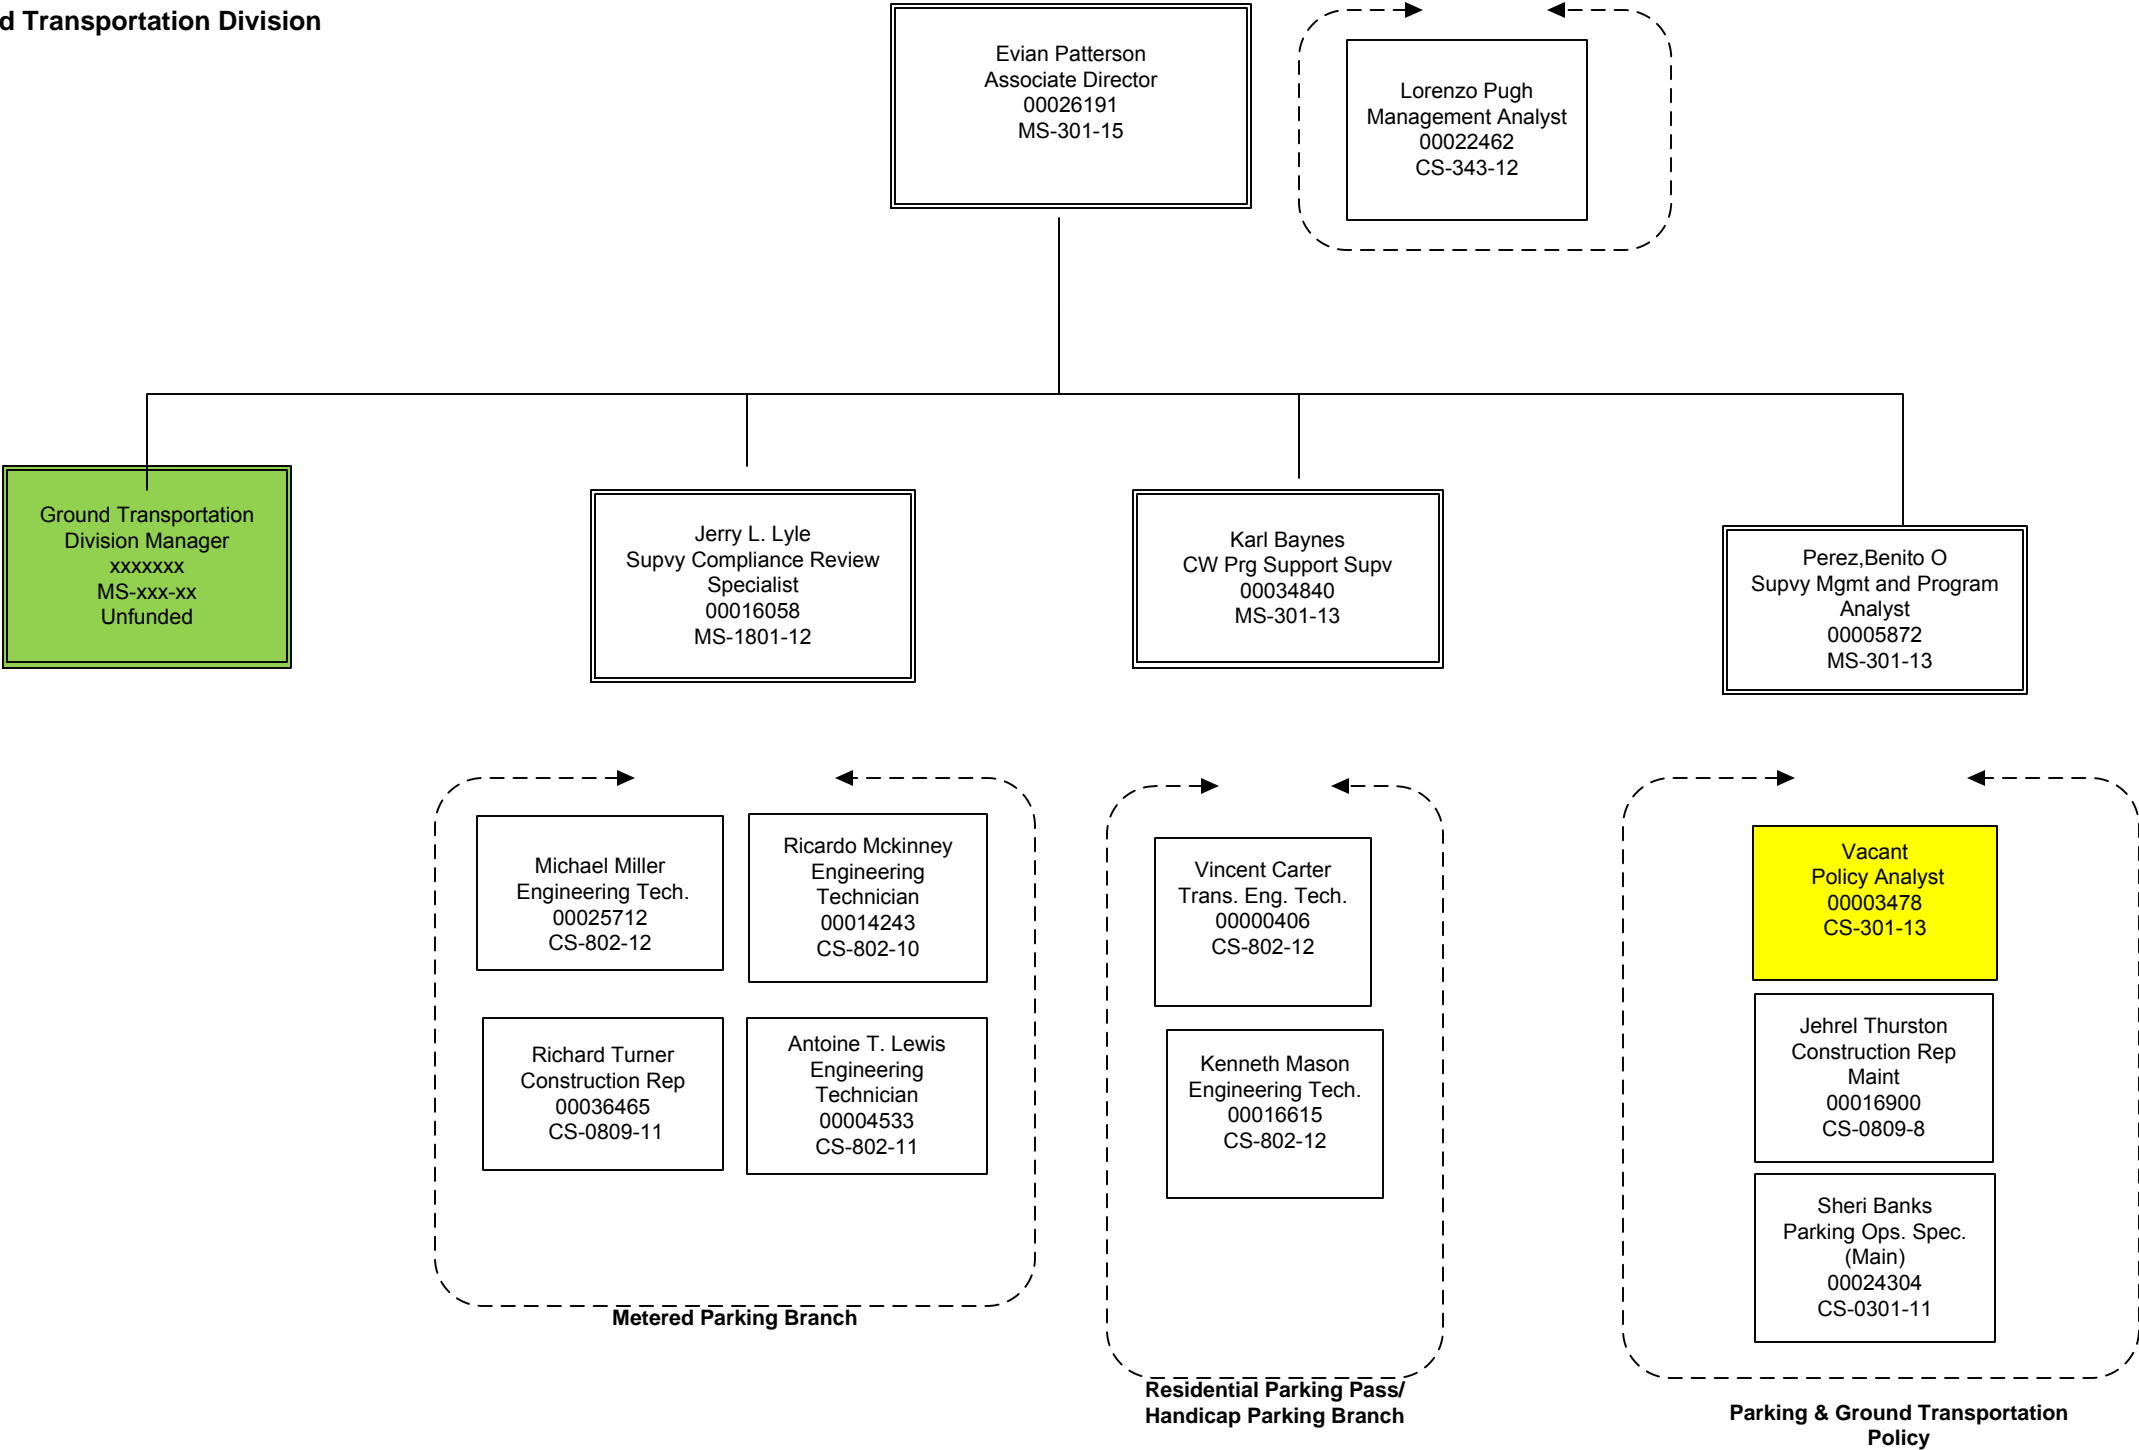 d Transportation Division
Evian Patterson
Associate Director
00026191
MS-301-15
Lorenzo Pugh
Management Analyst
00022462
CS-343-12
Ground Transportation
Division Manager
xxxxxxx
MS-xxx-xx
Unfunded
Jerry L. Lyle
Supvy Compliance Review
Specialist
00016058
MS-1801-12
Karl Baynes
CW Prg Support Supv
00034840
MS-301-13
Perez,Benito O
Supvy Mgmt and Program
Analyst
00005872
MS-301-13
Michael Miller
Engineering Tech.
00025712
CS-802-12
Ricardo Mckinney
Engineering
Technician
00014243
CS-802-10
Richard Turner
Construction Rep
00036465
CS-0809-11
Antoine T. Lewis
Engineering
Technician
00004533
CS-802-11
Metered Parking Branch
Vincent Carter
Trans. Eng. Tech.
00000406
CS-802-12
Kenneth Mason
Engineering Tech.
00016615
CS-802-12
Residential Parking Pass/
Handicap Parking Branch
Vacant
Policy Analyst
00003478
CS-301-13
Jehrel Thurston
Construction Rep
Maint
00016900
CS-0809-8
Sheri Banks
Parking Ops. Spec.
(Main)
00024304
CS-0301-11
Parking & Ground Transportation
Policy